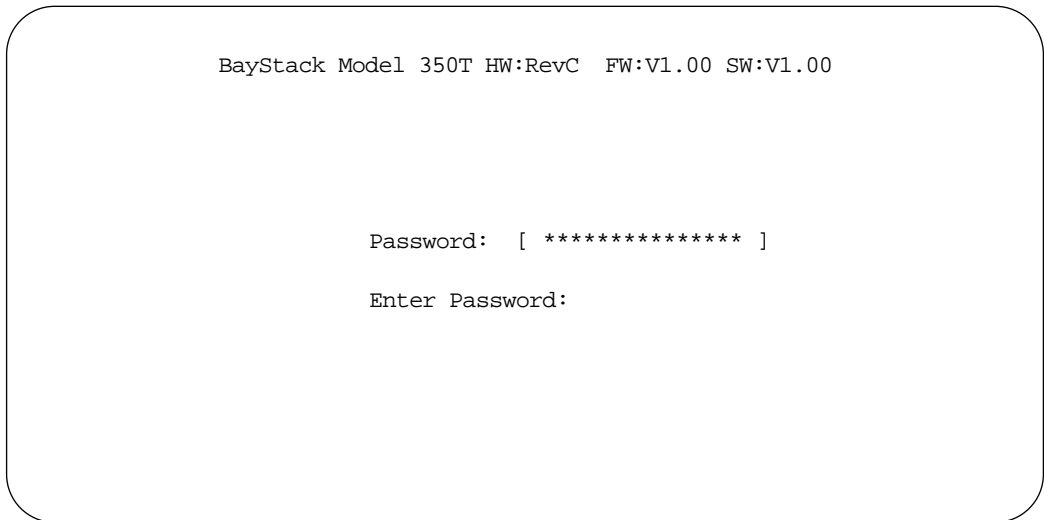 BayStack Model 350T HW:RevC  FW:V1.00 SW:V1.00
Password:  [ *************** ]
Enter Password: